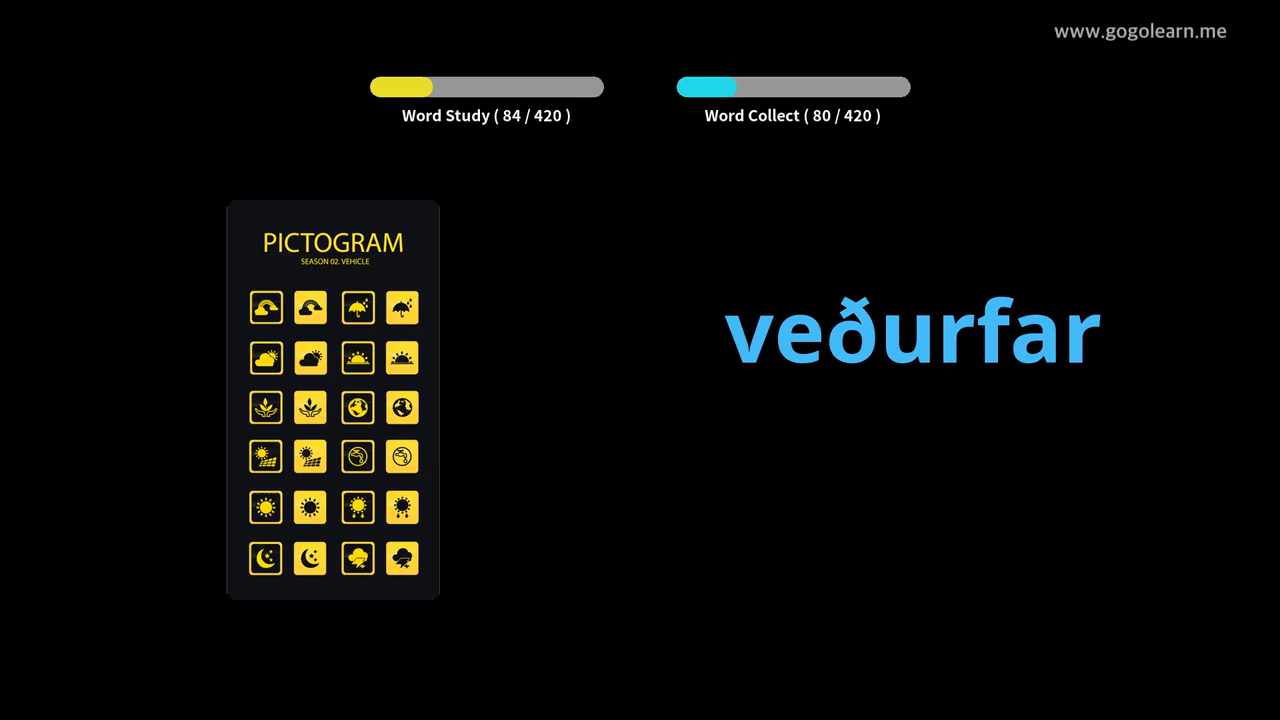 www.gogolearn.me
Word Study ( 84 / 420 )
Word Collect ( 80 / 420 )
PICTOGRAM
SEASON 02. VEHICLE
veðurfar